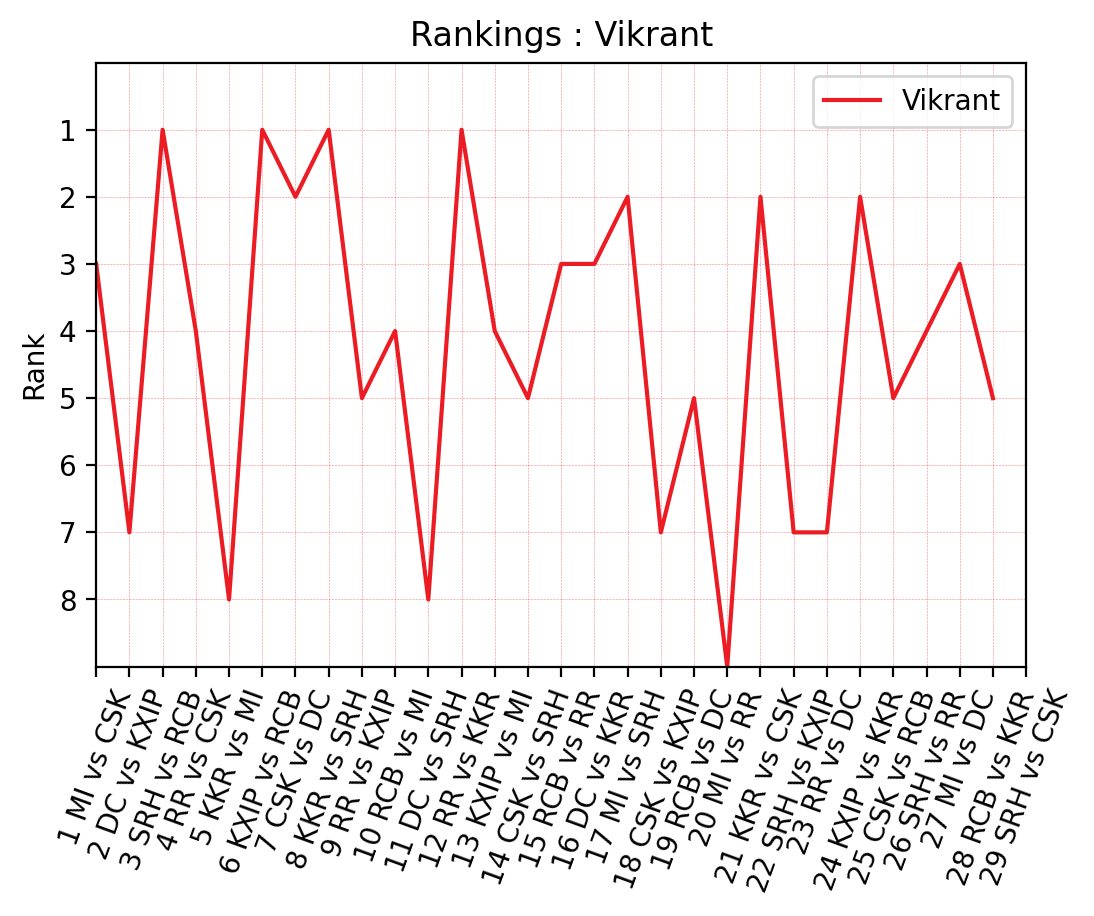 Rankings : Vikrant
Vikrant
1
2
3
4
5
6
7
8
Rank
1 MI vs CSK
2 DC vs KXIP
3 SRH vs RCB
4 RR vs CSK
5 KKR vs MI
6 KXIP vs RCB
7 CSK vs DC
8 KKR vs SRH
9 RR vs KXIP
10 RCB vs MI
11 DC vs SRH
12 RR vs KKR
13 KXIP vs MI
14 CSK vs SRH
15 RCB vs RR
16 DC vs KKR
17 MI vs SRH
18 CSK vs KXIP
19 RCB vs DC
20 MI vs RR
21 KKR vs CSK
22 SRH vs KXIP
23 RR vs DC
24 KXIP vs KKR
25 CSK vs RCB
26 SRH vs RR
27 MI vs DC
28 RCB vs KKR
29 SRH vs CSK